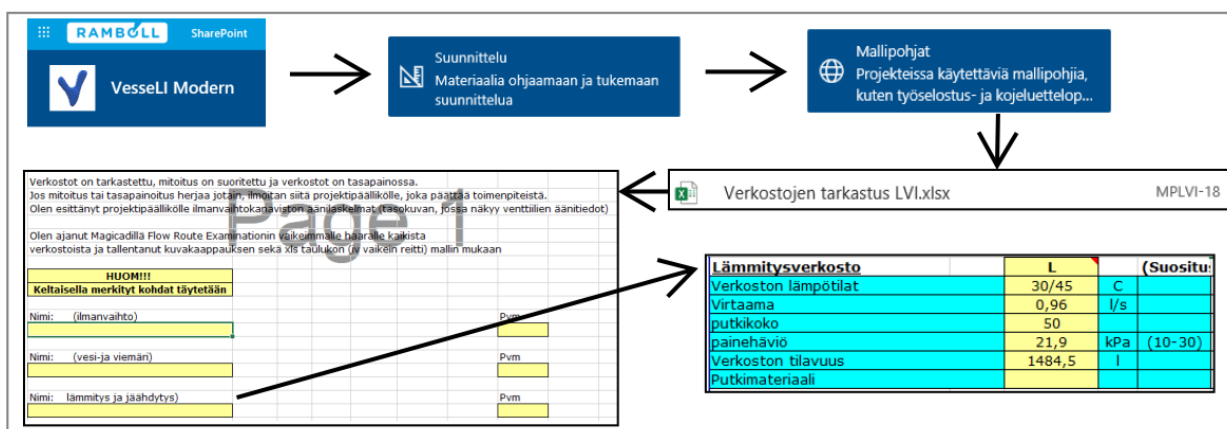 RAMBOLL SharePoint
VesseLI Modern
Suunnittelu
Materiaalia ohjaamaan ja tukemaan
suunnittelua
Mallipohjat
Projekteissa käytettäviä mallipohjia,
kuten työselostus- ja kojeluettelop...
Verkostojen tarkastus LVI.xlsx MPLVI-18
Verkostot on tarkastettu, mitoitus on suoritettu ja verkostot on tasapainossa.
Jos mitoitus tai tasapainoitus herjaa jotain, ilmoitan siitä projektipäällikölle, joka päättää toimenpiteistä.
Olen esittänyt projektipäällikölle ilmanvaihtokanaviston äänilaskelmat (tasokuvan, jossa näkyy venttiilien äänitiedot)
Olen ajanut Magicadillä Flow Route Examinationin vaikeimmalle haaralle kaikista
verkostoista ja tallentanut kuvakaappauksen sekä xls taulukon (iv vaikein reitti) mallin mukaan
Page 1
HUOM!!!
Keltaisella merkityt kohdat täytetään
Nimi: (ilmanvaihto) Pvm
Nimi: (vesi-ja viemäri) Pvm
Nimi: lämmitys ja jäähdytys) Pvm
Lämmitysverkosto L (Suositu:
Verkoston lämpötilat 30/45 C
Virtaama 0,96 l/s
putkikoko 50
painehäviö 21,9 kPa (10-30)
Verkoston tilavuus 1484,5 l
Putkimateriaali